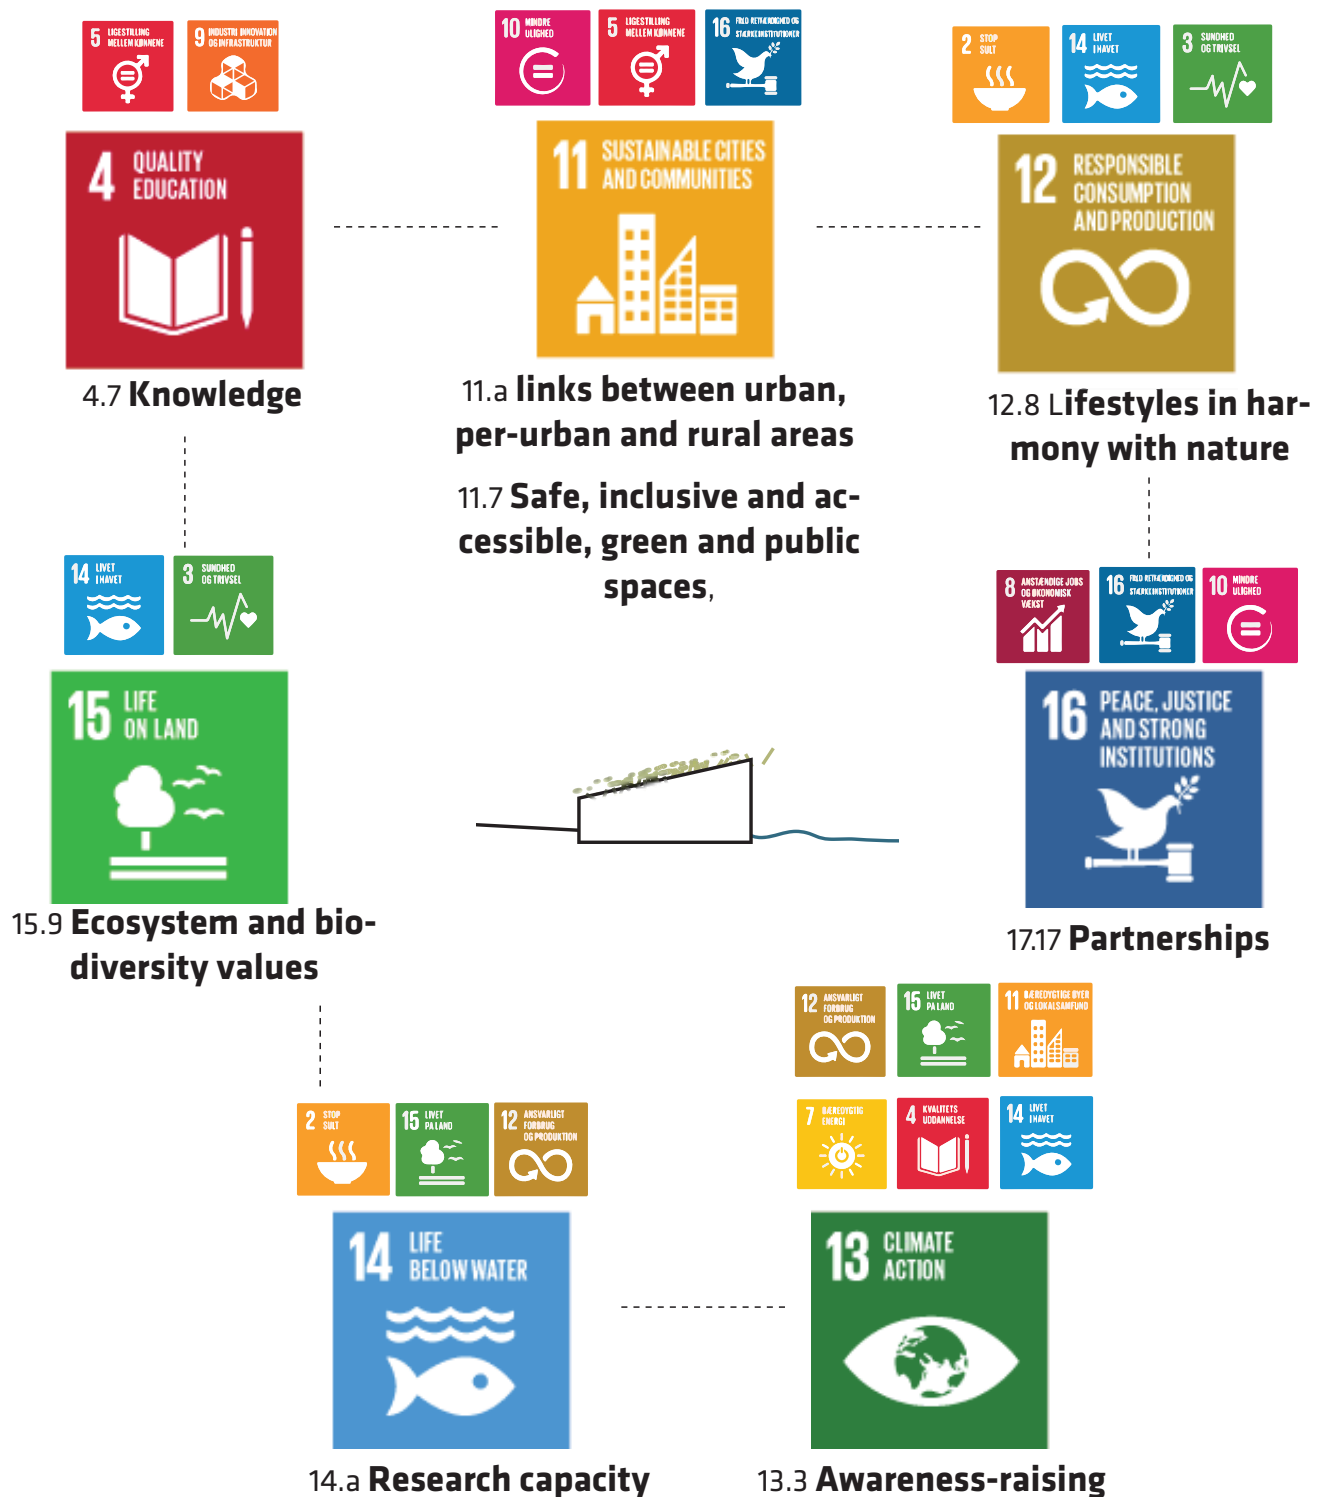 5 LIGESTILLING
MELLEM KØNNENE
9 INDUSTRI, INNOVATION
OG INFRASTRUKTUR
4 QUALITY
EDUCATION
4.7 Knowledge
10 MINDRE
ULIGHED
5 LIGESTILLING
MELLEM KØNNENE
16 FRED RETFÆRDIGHED OG
STÆRKE INSTITUTIONER
11 SUSTAINABLE CITIES
AND COMMUNITIES
11.a links between urban,
per-urban and rural areas
11.7 Safe, inclusive and ac-
cessible, green and public
spaces,
2 STOP
SULT
14 LIVET
I HAVET
3 SUNDHED
OG TRIVSEL
12 RESPONSIBLE
CONSUMPTION
AND PRODUCTION
12.8 Lifestyles in har-
mony with nature
14 LIVET
I HAVET
3 SUNDHED
OG TRIVSEL
15 LIFE
ON LAND
15.9 Ecosystem and bio-
diversity values
8 ANSTÆNDIGE JOBS
OG ØKONOMISK
VÆKST
16 FRED RETFÆRDIGHED OG
STÆRKE INSTITUTIONER
10 MINDRE
ULIGHED
16 PEACE, JUSTICE
AND STRONG
INSTITUTIONS
17.17 Partnerships
2 STOP
SULT
15 LIVET
PÅ LAND
12 ANSVARLIGT
FORBRUG
OG PRODUKTION
14 LIFE
BELOW WATER
14.a Research capacity
12 ANSVARLIGT
FORBRUG
OG PRODUKTION
15 LIVET
PÅ LAND
11 BÆREDYGTIGE BYER
OG LOKALSAMFUND
7 BÆREDYGTIG
ENERGI
4 KVALITETS
UDDANNELSE
14 LIVET
I HAVET
13 CLIMATE
ACTION
13.3 Awareness-raising